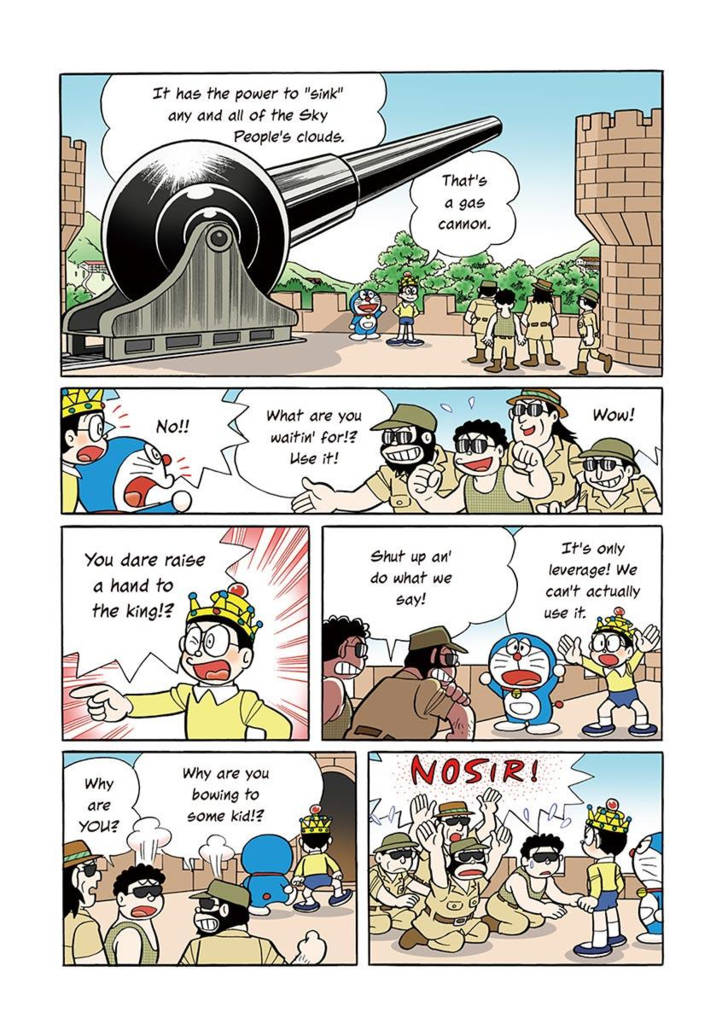 It has the power to "sink"
any and all of the Sky
People's clouds.
That's
a gas
cannon.
No!!
What are you
waitin' for!?
Use it!
Wow!
You dare raise
a hand to
the king!?
Shut up an'
do what we
say!
It's only
leverage! We
can't actually
use it.
Why
are
YOU?
Why are you
bowing to
some kid!?
NOSIR!